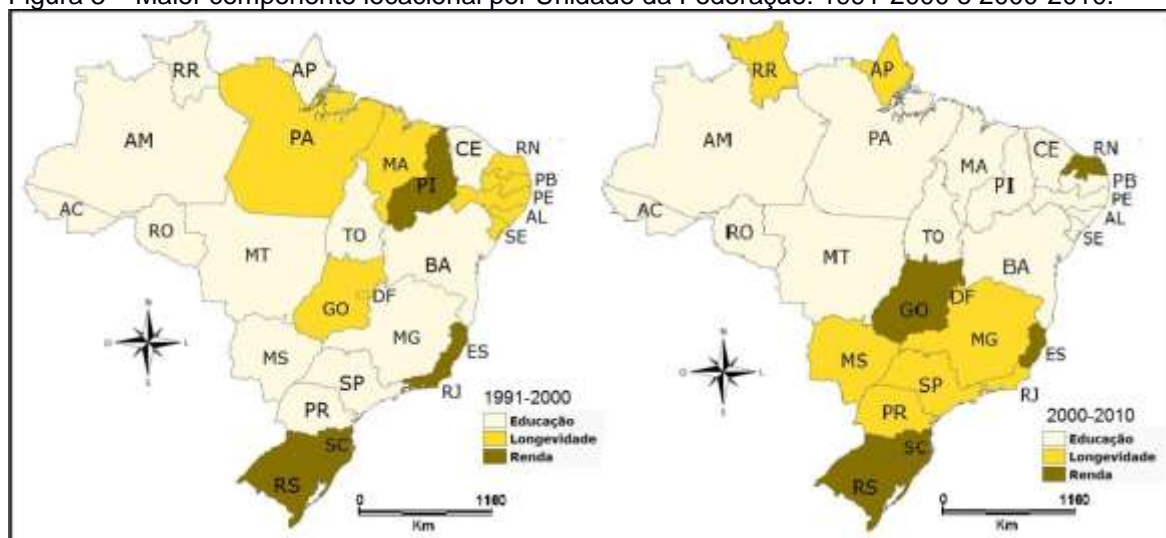 Figura 3 – Maior componente locacional por Unidade da Federação. 1991-2000 e 2000-2010.
RR
AP
AM
PA
MA
CE
RN
PI
PB
PE
AL
SE
AC
RO
TO
MT
BA
GO
DF
MG
MS
ES
SP
RJ
PR
SC
RS
1991-2000
Educação
Longevidade
Renda
0
1160
Km
RR
AP
AM
PA
MA
CE
RN
PI
PB
PE
AL
SE
AC
RO
TO
MT
BA
GO
DF
MG
MS
ES
SP
RJ
PR
SC
RS
2000-2010
Educação
Longevidade
Renda
0
1160
Km